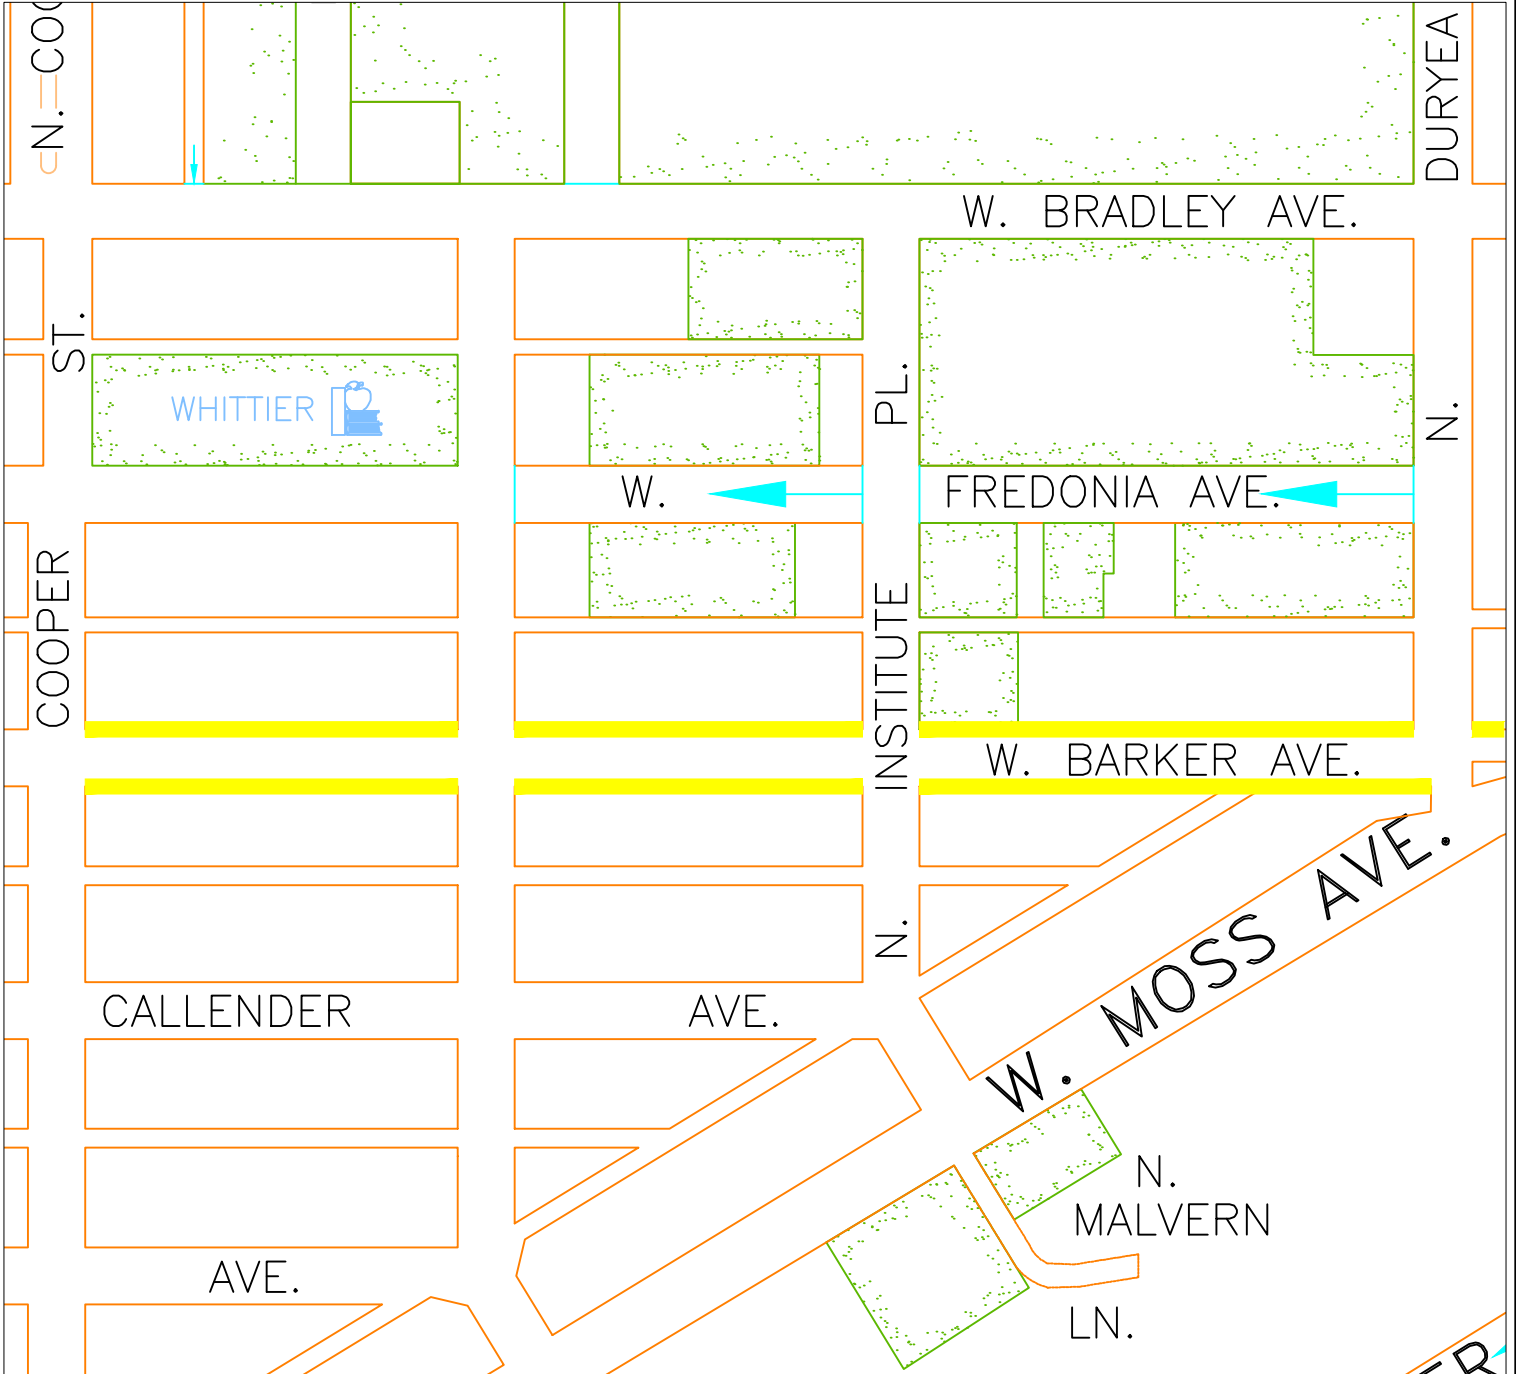 N. COO
DURYEA
W. BRADLEY AVE.
ST.
WHITTIER
PL.
N.
W. FREDONIA AVE.
COOPER
INSTITUTE
W. BARKER AVE.
W. MOSS AVE.
N.
CALLENDER AVE.
N.
MALVERN
AVE.
LN.
ER